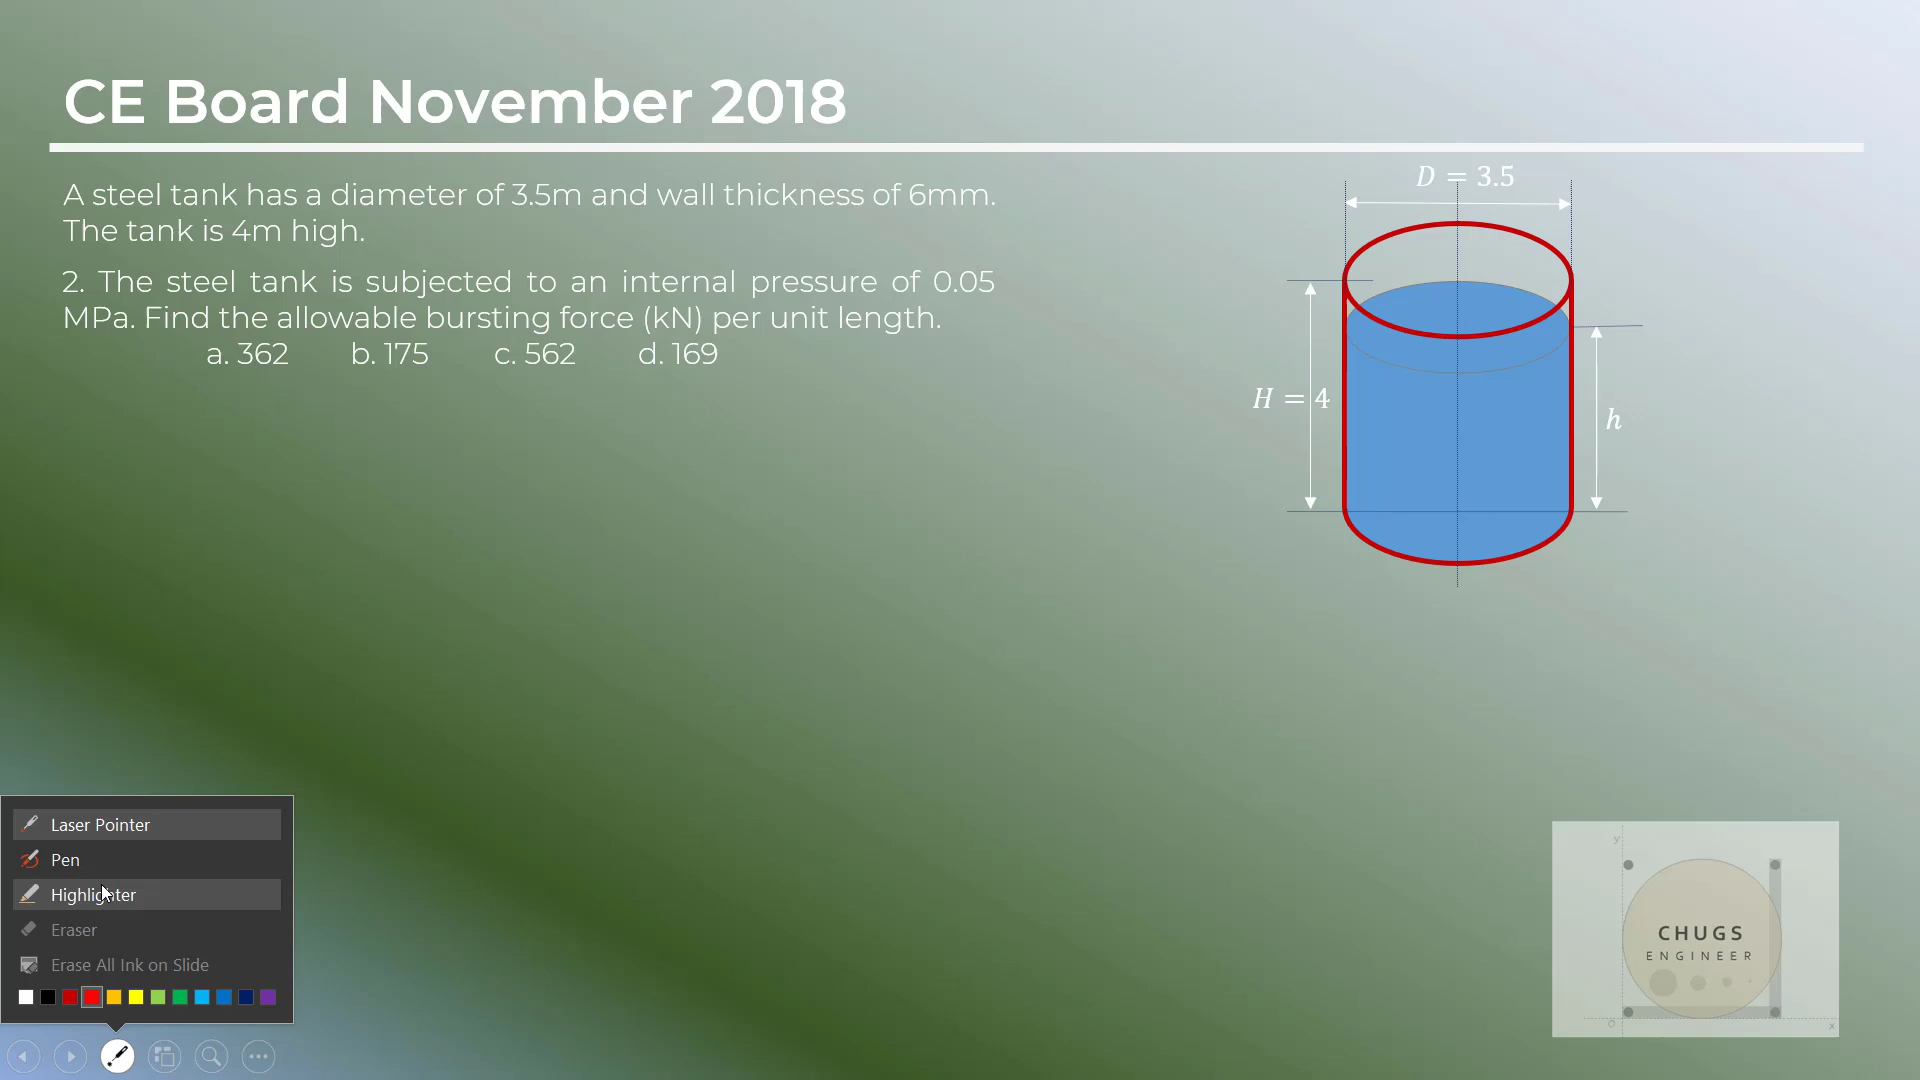 CE Board November 2018
A steel tank has a diameter of 3.5m and wall thickness of 6mm.
The tank is 4m high.
2. The steel tank is subjected to an internal pressure of 0.05
MPa. Find the allowable bursting force (kN) per unit length.
a. 362 b. 175 c. 562 d. 169
D = 3.5
H = 4
h
Laser Pointer
Pen
Highlighter
Eraser
Erase All Ink on Slide
y
CHUGS
ENGINEER
O
x